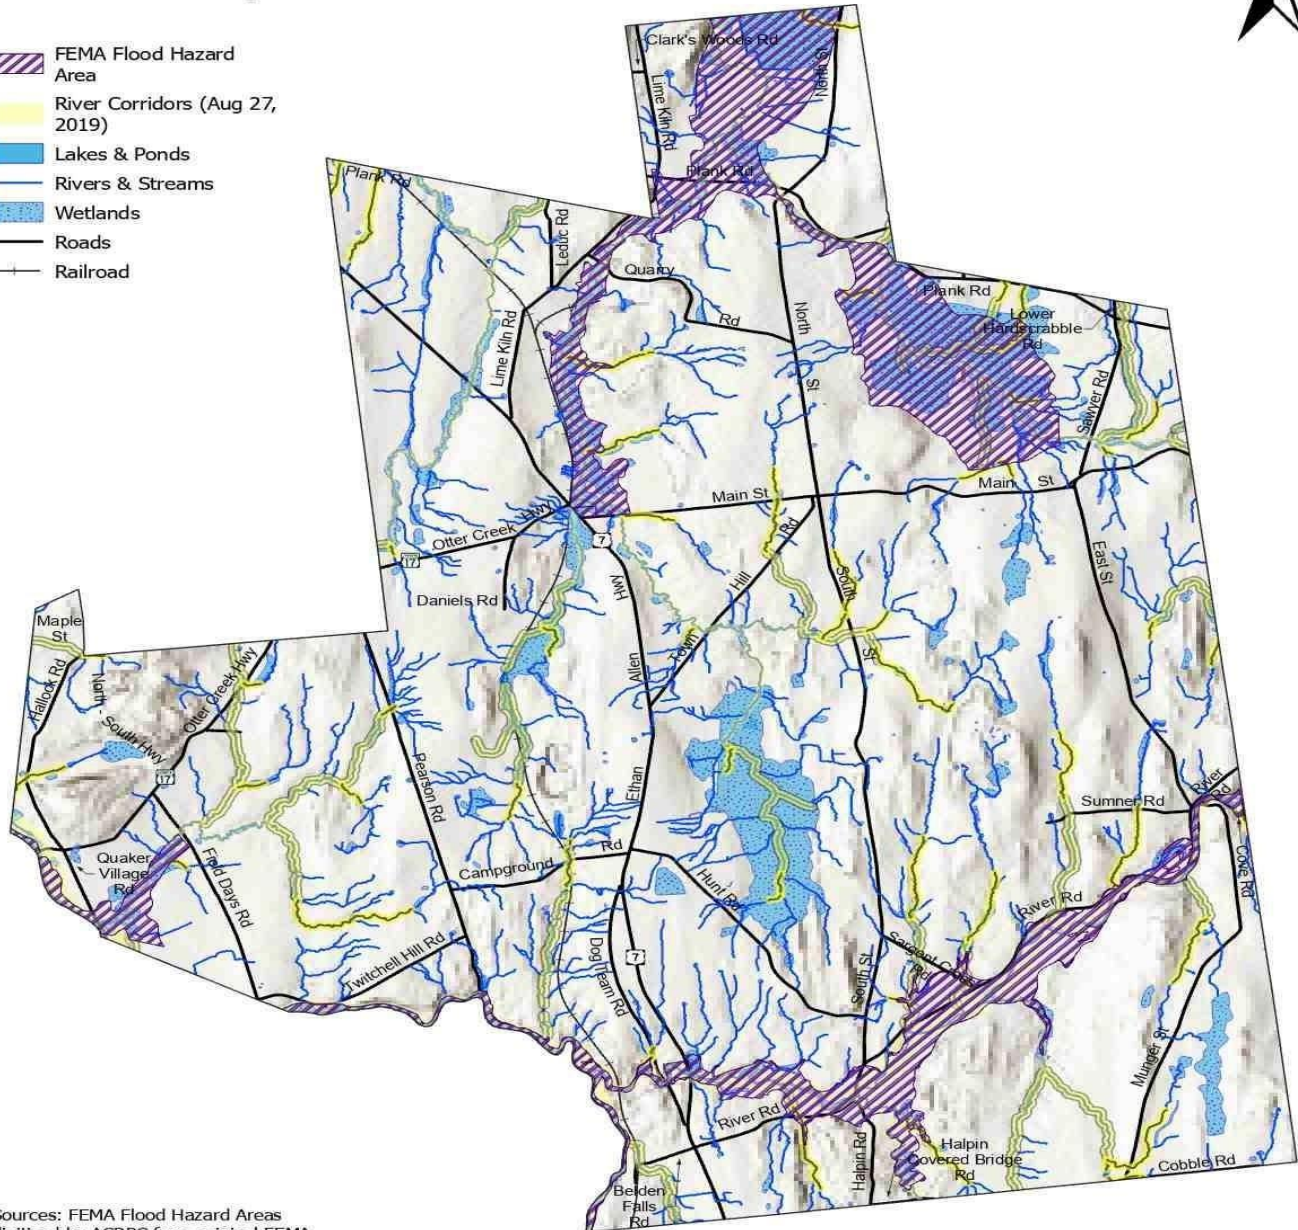 FEMA Flood Hazard
Area
River Corridors (Aug 27,
2019)
Lakes & Ponds
Rivers & Streams
Wetlands
Roads
Railroad
Clark's Woods Rd
North St
Lime Kiln Rd
Plank Rd
Plank Rd
Leduc Rd
Quarry
Rd
Plank Rd
Lower
Hardscrabble
Rd
North
St
Lime Kiln Rd
Sawyer Rd
Main St
Main St
Otter Creek Hwy
7
17
Hwy
Rd
Hill
South
East St
Daniels Rd
Maple
St
Town
St
Allen
Hallock Rd
North - South Hwy
Otter Creek Hwy
17
Pearson Rd
Ethan
River
Rd
Sumner Rd
Quaker
Village
Rd
Field Days Rd
Campground
Rd
Hunt Rd
Cobe Rd
River Rd
Twitchell Hill Rd
Dog Team Rd
7
Sargent Cross
Rd
South St
Munger St
River Rd
Halpin Rd
Halpin
Covered Bridge
Rd
Cobble Rd
Belden
Falls
Rd
Sources: FEMA Flood Hazard Areas